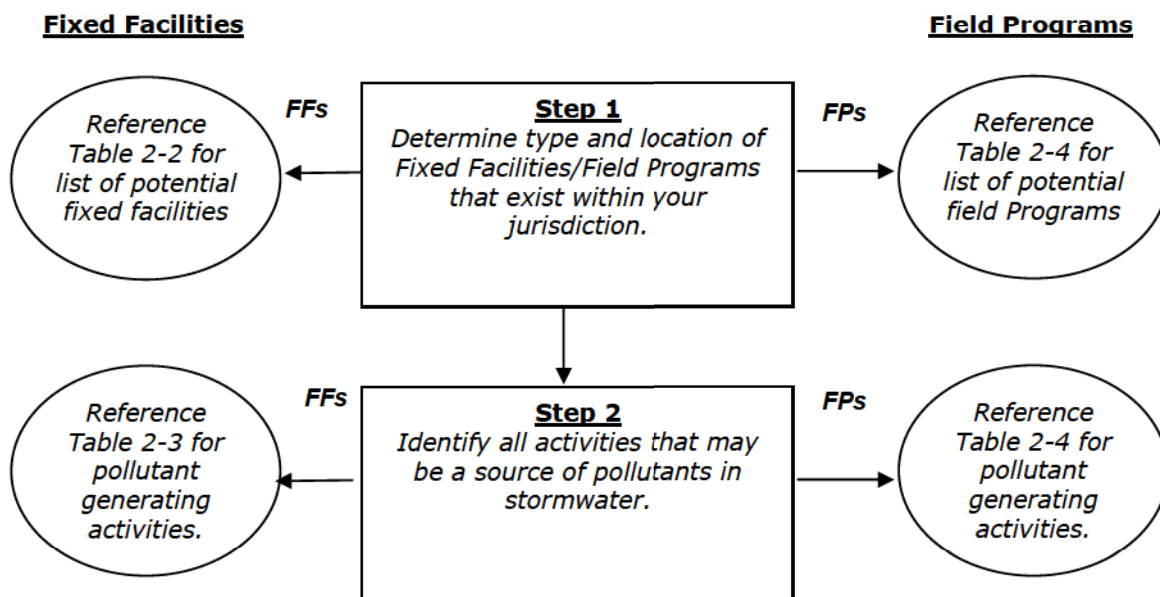 Fixed Facilities
Field Programs
FFs
Step 1
FPs
Reference
Table 2-2 for
list of potential
fixed facilities
Determine type and location of
Fixed Facilities/Field Programs
that exist within your
jurisdiction.
Reference
Table 2-4 for
list of potential
field Programs
FFs
Step 2
FPs
Reference
Table 2-3 for
pollutant
generating
activities.
Identify all activities that may
be a source of pollutants in
stormwater.
Reference
Table 2-4 for
pollutant
generating
activities.